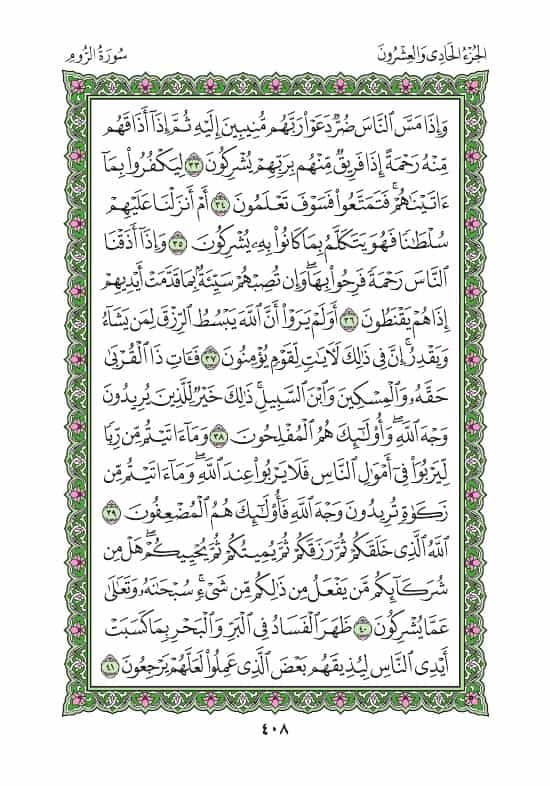 الجُزْءُ الحَادِي وَالعِشْرُونَ
سُورَةُ الرُّومِ
وَإِذَا مَسَّ ٱلنَّاسَ ضُرٌّ دَعَوْا۟ رَبَّهُم مُّنِيبِينَ إِلَيْهِ ثُمَّ إِذَآ أَذَاقَهُم
مِّنْهُ رَحْمَةً إِذَا فَرِيقٌ مِّنْهُم بِرَبِّهِمْ يُشْرِكُونَ ٣٣ لِيَكْفُرُوا۟ بِمَآ
ءَاتَيْنَٰهُمْ ۚ فَتَمَتَّعُوا۟ فَسَوْفَ تَعْلَمُونَ ٣٤ أَمْ أَنزَلْنَا عَلَيْهِمْ
سُلْطَٰنًا فَهُوَ يَتَكَلَّمُ بِمَا كَانُوا۟ بِهِۦ يُشْرِكُونَ ٣٥ وَإِذَآ أَذَقْنَا
ٱلنَّاسَ رَحْمَةً فَرِحُوا۟ بِهَا ۖ وَإِن تُصِبْهُمْ سَيِّئَةٌۢ بِمَا قَدَّمَتْ أَيْدِيهِمْ
إِذَا هُمْ يَقْنَطُونَ ٣٦ أَوَلَمْ يَرَوْا۟ أَنَّ ٱللَّهَ يَبْسُطُ ٱلرِّزْقَ لِمَن يَشَآءُ
وَيَقْدِرُ ۚ إِنَّ فِى ذَٰلِكَ لَءَايَٰتٍ لِّقَوْمٍ يُؤْمِنُونَ ٣٧ فَـَٔاتِ ذَا ٱلْقُرْبَىٰ
حَقَّهُۥ وَٱلْمِسْكِينَ وَٱبْنَ ٱلسَّبِيلِ ۚ ذَٰلِكَ خَيْرٌ لِّلَّذِينَ يُرِيدُونَ
وَجْهَ ٱللَّهِ ۖ وَأُو۟لَٰٓئِكَ هُمُ ٱلْمُفْلِحُونَ ٣٨ وَمَآ ءَاتَيْتُم مِّن رِّبًا
لِّيَرْبُوَا۟ فِىٓ أَمْوَٰلِ ٱلنَّاسِ فَلَا يَرْبُوا۟ عِندَ ٱللَّهِ ۖ وَمَآ ءَاتَيْتُم مِّن
زَكَوٰةٍ تُرِيدُونَ وَجْهَ ٱللَّهِ فَأُو۟لَٰٓئِكَ هُمُ ٱلْمُضْعِفُونَ ٣٩
ٱللَّهُ ٱلَّذِى خَلَقَكُمْ ثُمَّ رَزَقَكُمْ ثُمَّ يُمِيتُكُمْ ثُمَّ يُحْيِيكُمْ ۖ هَلْ مِن
شُرَكَآئِكُم مَّن يَفْعَلُ مِن ذَٰلِكُم مِّن شَىْءٍ ۚ سُبْحَٰنَهُۥ وَتَعَٰلَىٰ
عَمَّا يُشْرِكُونَ ٤٠ ظَهَرَ ٱلْفَسَادُ فِى ٱلْبَرِّ وَٱلْبَحْرِ بِمَا كَسَبَتْ
أَيْدِى ٱلنَّاسِ لِيُذِيقَهُم بَعْضَ ٱلَّذِى عَمِلُوا۟ لَعَلَّهُمْ يَرْجِعُونَ ٤١
٤٠٨